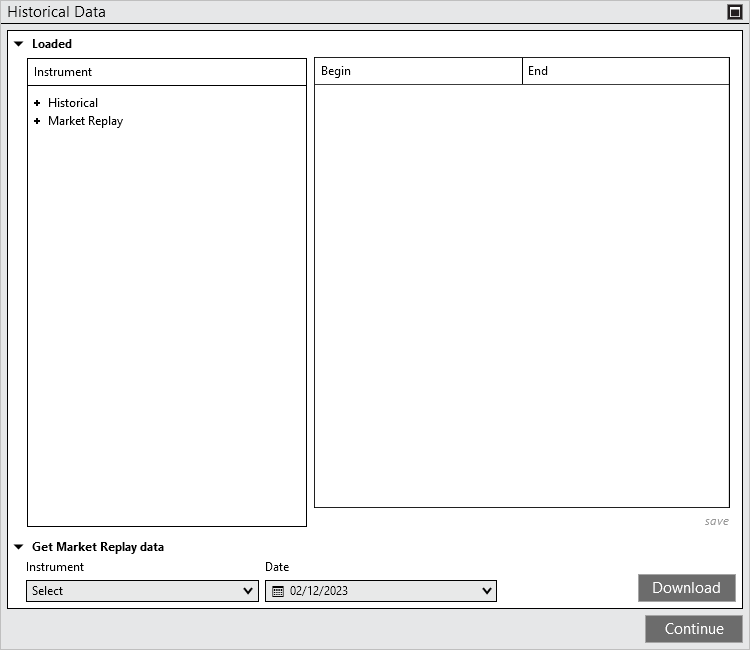 Historical Data
Loaded
Instrument
Begin
End
Historical
Market Replay
save
Get Market Replay data
Instrument
Date
Select
02/12/2023
Download
Continue